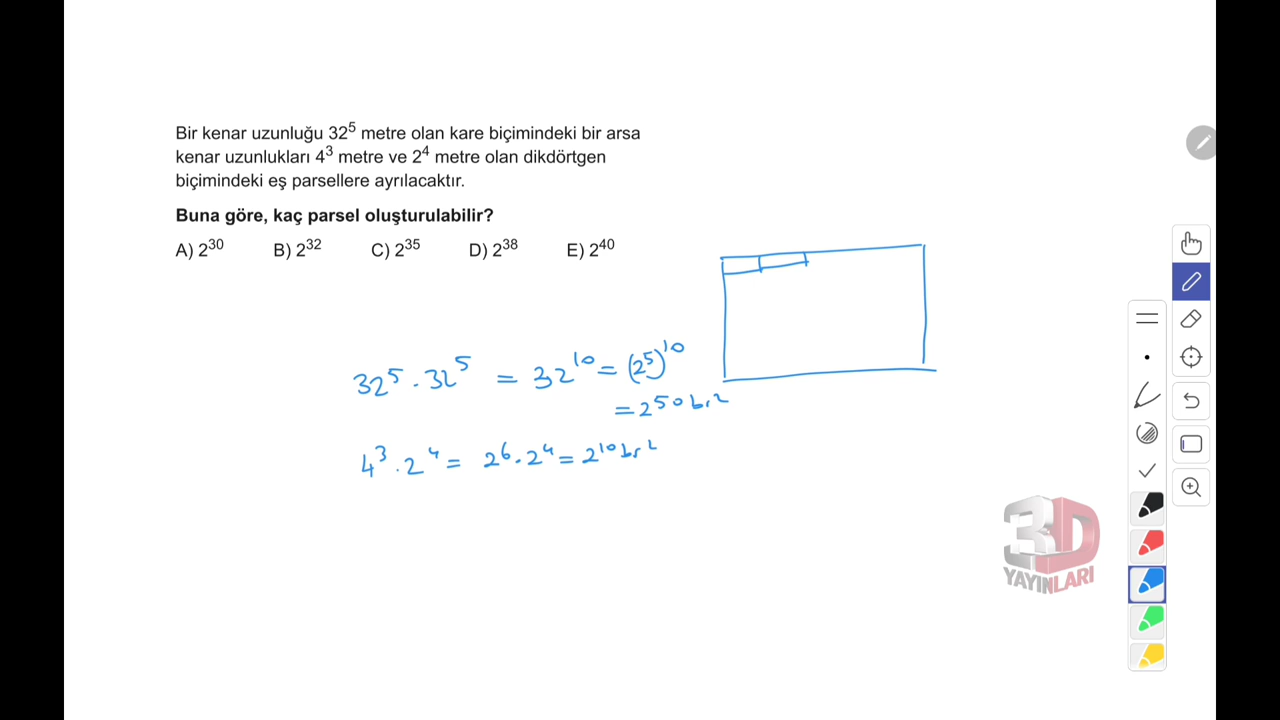 Bir kenar uzunluğu 32⁵ metre olan kare biçimindeki bir arsa
kenar uzunlukları 4³ metre ve 2⁴ metre olan dikdörtgen
biçimindeki eş parsellere ayrılacaktır.
Buna göre, kaç parsel oluşturulabilir?
A) 2³⁰ B) 2³² C) 2³⁵ D) 2³⁸ E) 2⁴⁰
32⁵ . 32⁵ = 32¹⁰ = (2⁵)¹⁰
= 2⁵⁰ br²
4³ . 2⁴ = 2⁶ . 2⁴ = 2¹⁰ br²
3D
YAYINLARI